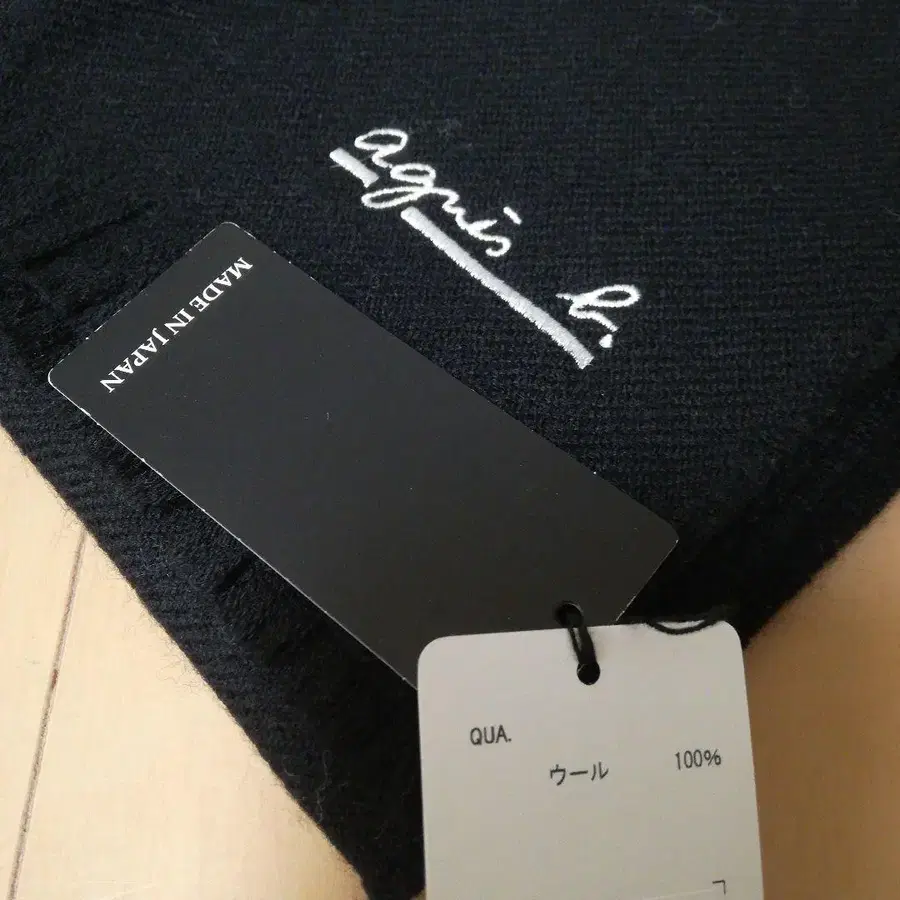 agnès b.
MADE IN JAPAN
QUA.
ウール 100%